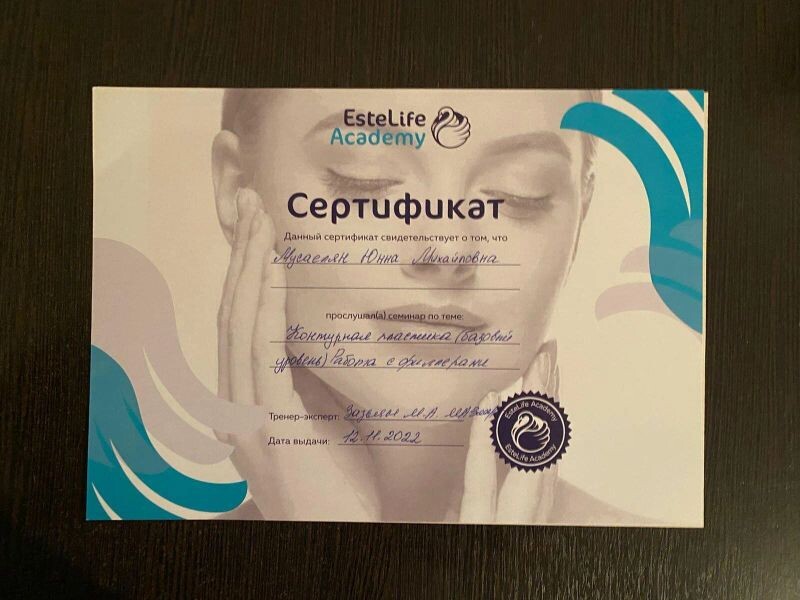 EsteLife
Academy
Сертификат
Данный сертификат свидетельствует о том, что
Мусаелян Юнна Михайловна
прослушал(а) семинар по теме:
Контурная пластика (базовый
уровень) Работа с филлерами
Тренер-эксперт: М.А.
Дата выдачи: 12.11.2022
EsteLife Academy
EsteLife Academy